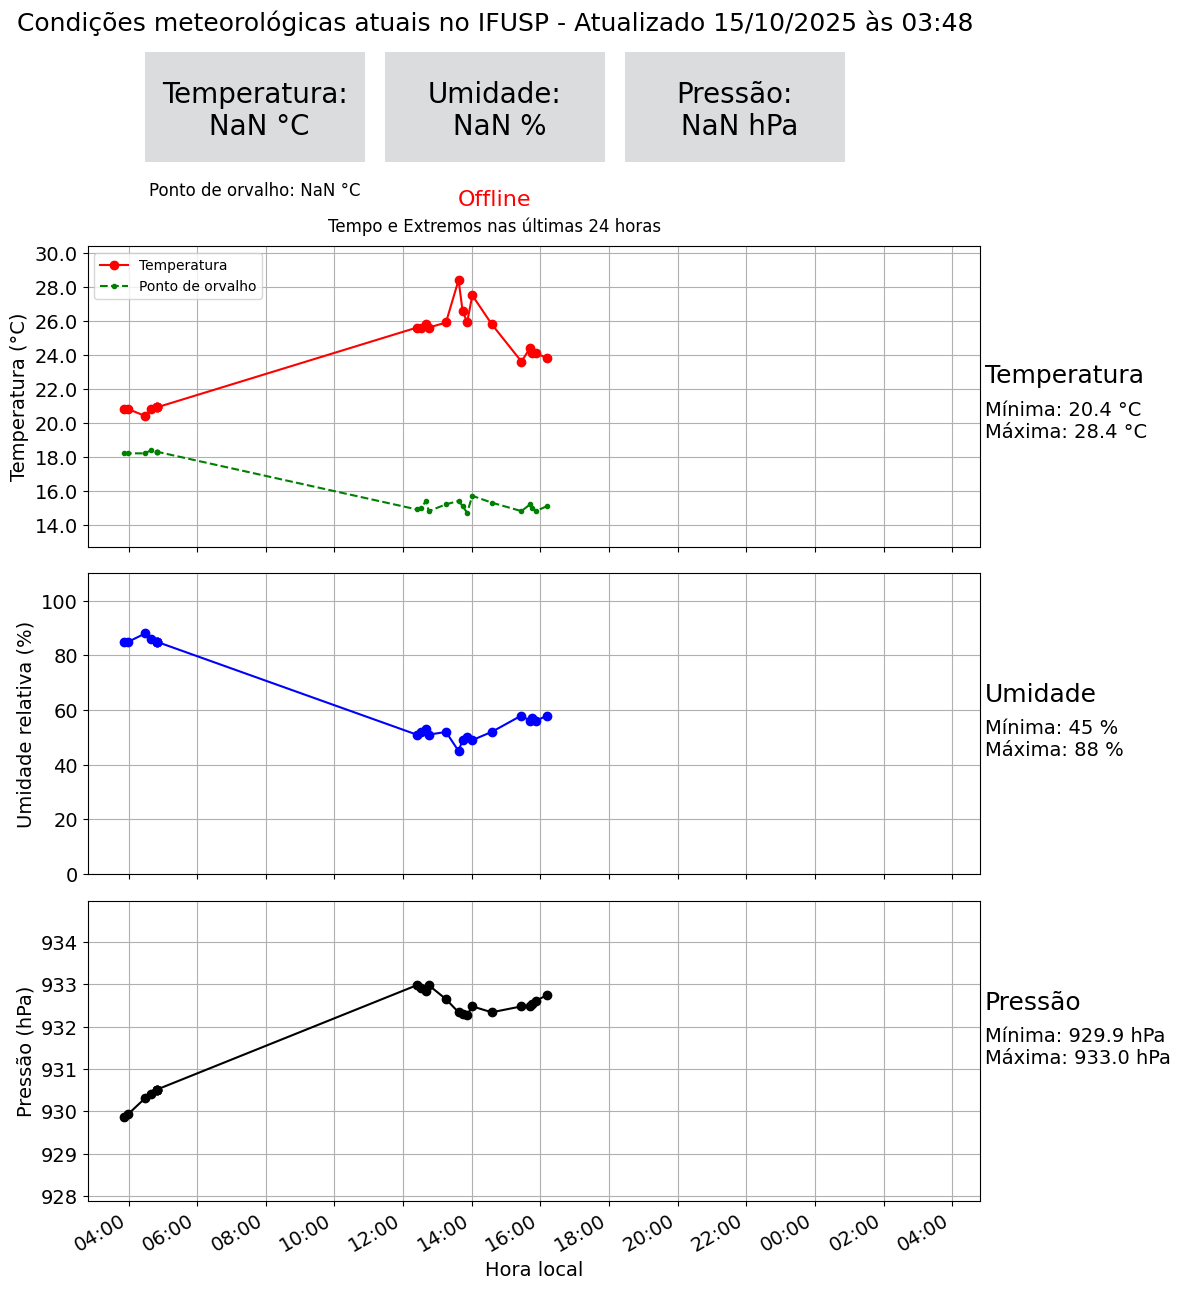 Condições meteorológicas atuais no IFUSP - Atualizado 15/10/2025 às 03:48
Temperatura:
NaN °C
Umidade:
NaN %
Pressão:
NaN hPa
Ponto de orvalho: NaN °C
Offline
Tempo e Extremos nas últimas 24 horas
30.0
28.0
26.0
24.0
22.0
20.0
18.0
16.0
14.0
Temperatura (°C)
Temperatura
Ponto de orvalho
Temperatura
Mínima: 20.4 °C
Máxima: 28.4 °C
100
80
60
40
20
0
Umidade relativa (%)
Umidade
Mínima: 45 %
Máxima: 88 %
934
933
932
931
930
929
928
Pressão (hPa)
Pressão
Mínima: 929.9 hPa
Máxima: 933.0 hPa
04:00
06:00
08:00
10:00
12:00
14:00
16:00
18:00
20:00
22:00
00:00
02:00
04:00
Hora local